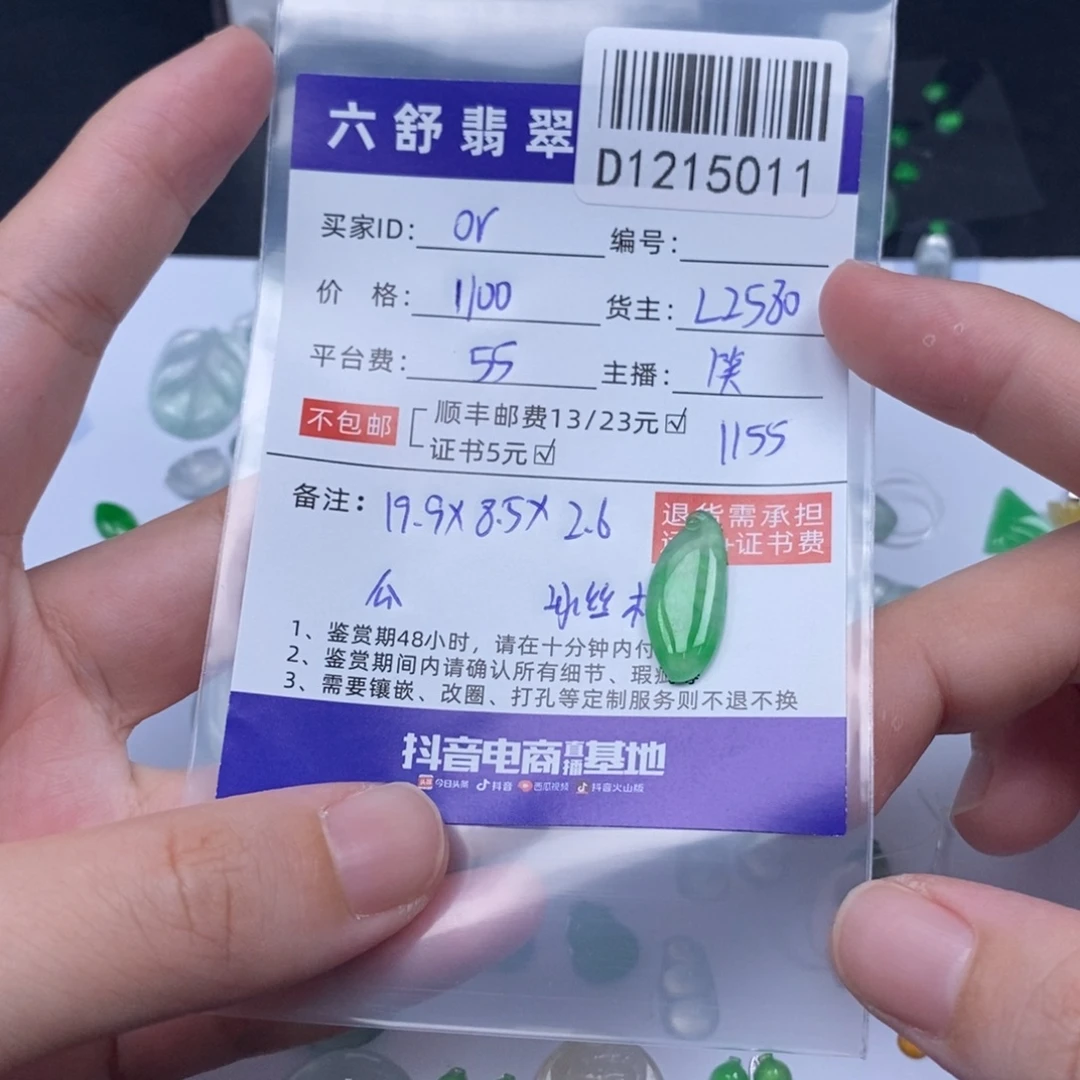 六舒翡翠
D1215011
买家ID: or 编号:
价 格: 1100 货主: L2580
平台费: 55 主播:
不包邮 顺丰邮费13/23元☑
证书5元☑ 1155
备注: 19.9X8.5X2.6
退货需承担
+证书费
冰丝
1、鉴赏期48小时，请在十分钟内付
2、鉴赏期间内请确认所有细节、瑕
3、需要镶嵌、改圈、打孔等定制服务则不退不换
抖音电商直播基地
头条 今日头条 抖音 西瓜视频 抖音火山版